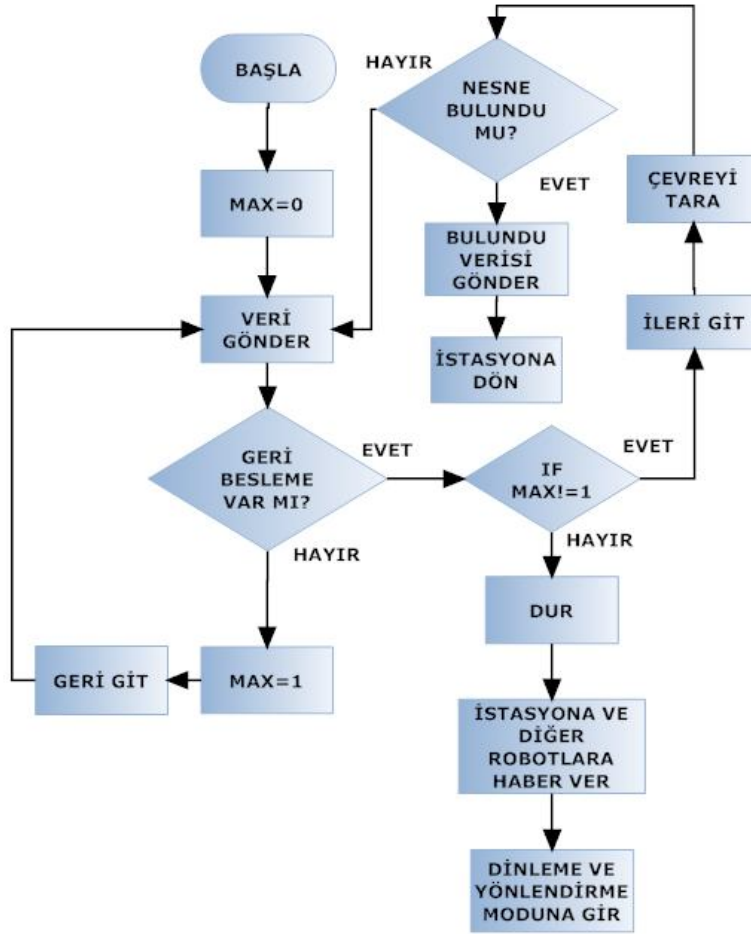 BAŞLA
MAX=0
VERİ
GÖNDER
GERİ
BESLEME
VAR MI?
HAYIR
MAX=1
GERİ GİT
EVET
IF
MAX!=1
EVET
İLERİ GİT
ÇEVREYİ
TARA
NESNE
BULUNDU
MU?
HAYIR
EVET
BULUNDU
VERİSİ
GÖNDER
İSTASYONA
DÖN
HAYIR
DUR
İSTASYONA VE
DİĞER
ROBOTLARA
HABER VER
DİNLEME VE
YÖNLENDİRME
MODUNA GİR